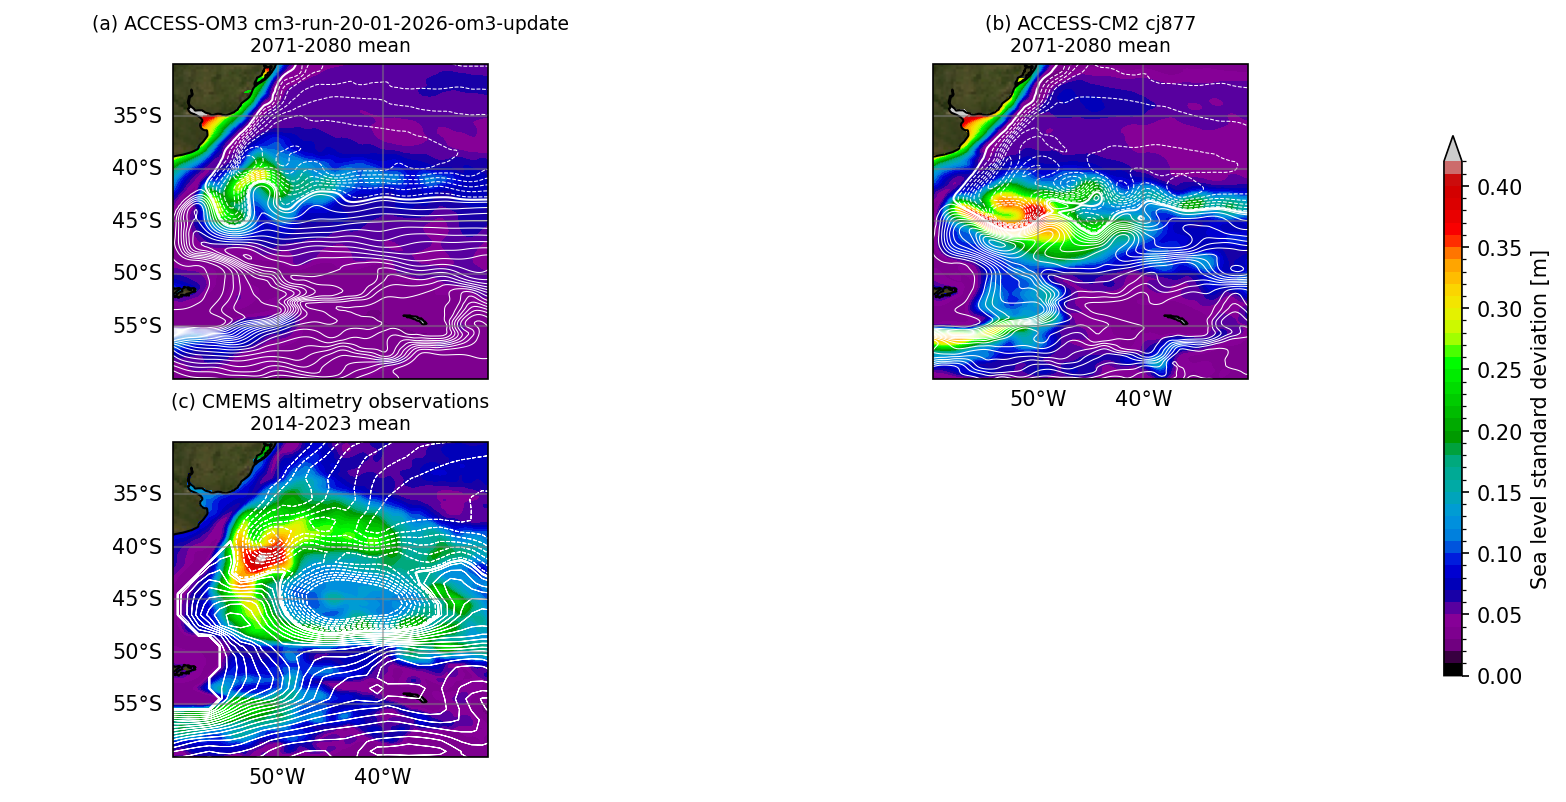 (a) ACCESS-OM3 cm3-run-20-01-2026-om3-update
2071-2080 mean
(b) ACCESS-CM2 cj877
2071-2080 mean
35°S
40°S
45°S
50°S
55°S
50°W
40°W
(c) CMEMS altimetry observations
2014-2023 mean
35°S
40°S
45°S
50°S
55°S
50°W
40°W
0.40
0.35
0.30
0.25
0.20
0.15
0.10
0.05
0.00
Sea level standard deviation [m]